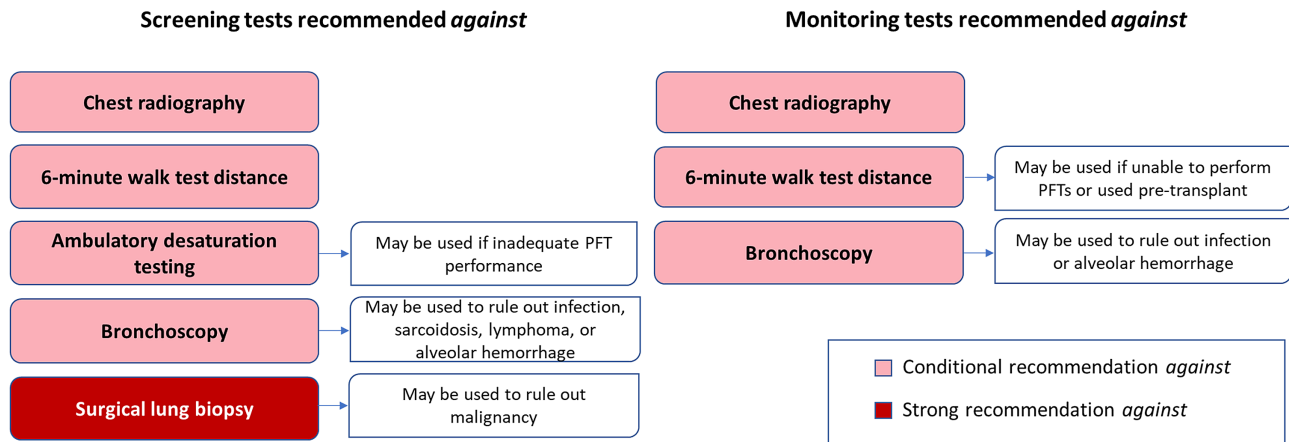 Screening tests recommended against
Chest radiography
6-minute walk test distance
Ambulatory desaturation
testing
May be used if inadequate PFT
performance
Bronchoscopy
May be used to rule out infection,
sarcoidosis, lymphoma, or
alveolar hemorrhage
Surgical lung biopsy
May be used to rule out
malignancy
Monitoring tests recommended against
Chest radiography
6-minute walk test distance
May be used if unable to perform
PFTs or used pre-transplant
Bronchoscopy
May be used to rule out infection
or alveolar hemorrhage
Conditional recommendation against
Strong recommendation against